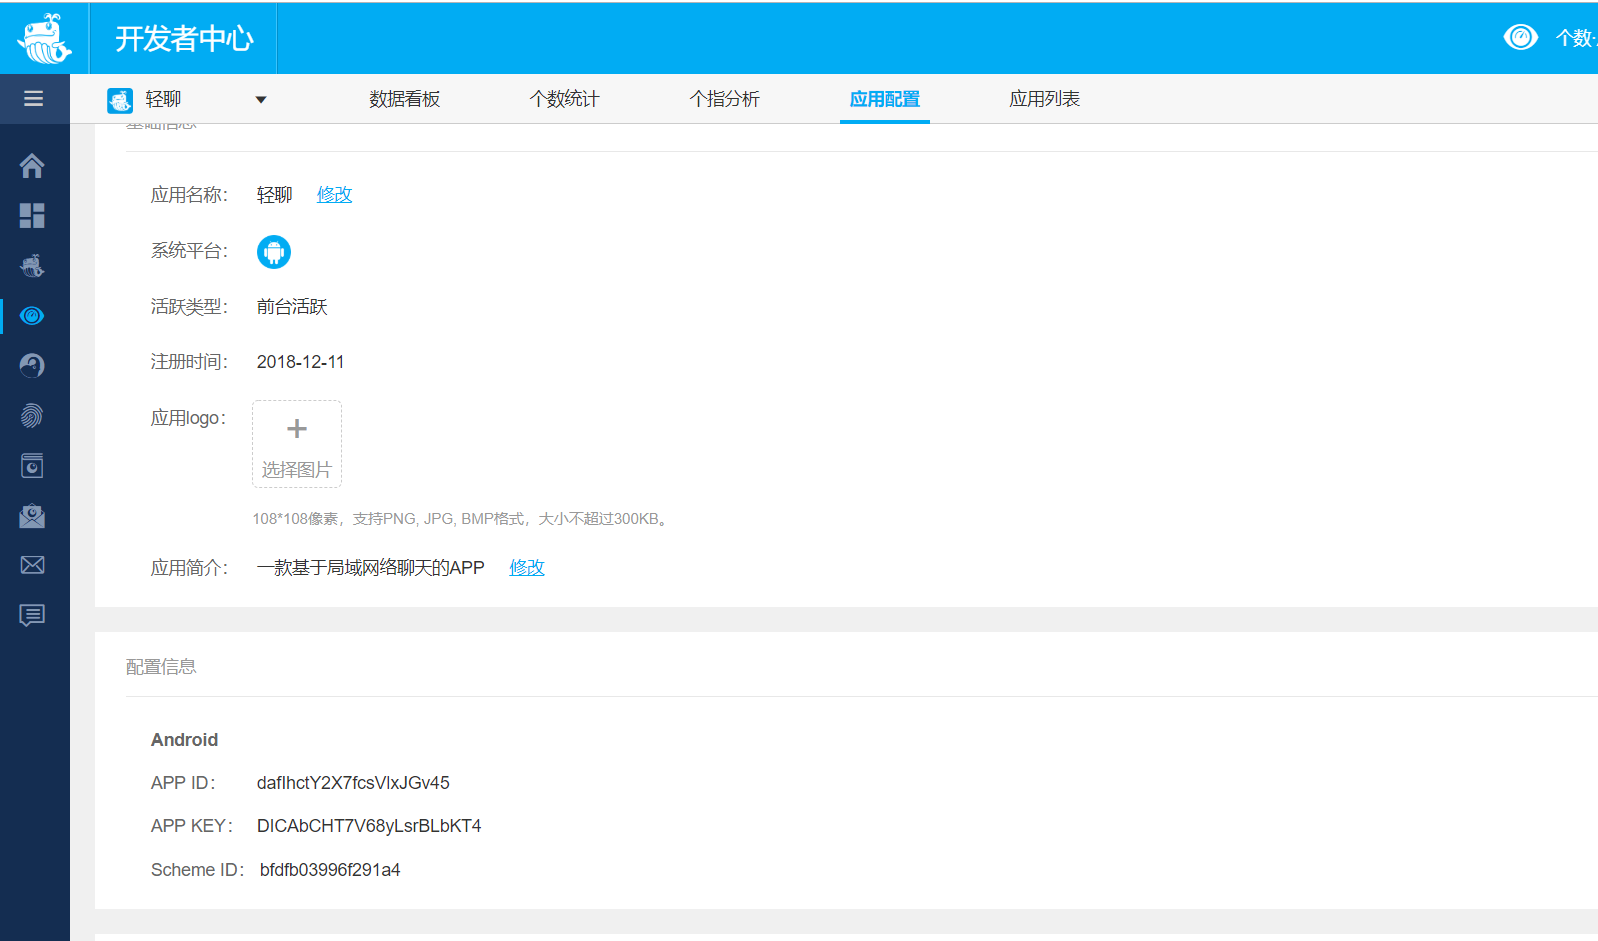 开发者中心
个数·
轻聊
数据看板
个数统计
个指分析
应用配置
应用列表
基础信息
应用名称： 轻聊 修改
系统平台：
活跃类型： 前台活跃
注册时间： 2018-12-11
应用logo：
选择图片
108*108像素，支持PNG, JPG, BMP格式，大小不超过300KB。
应用简介： 一款基于局域网络聊天的APP 修改
配置信息
Android
APP ID： daflhctY2X7fcsVlxJGv45
APP KEY： DICAbCHT7V68yLsrBLbKT4
Scheme ID： bfdfb03996f291a4